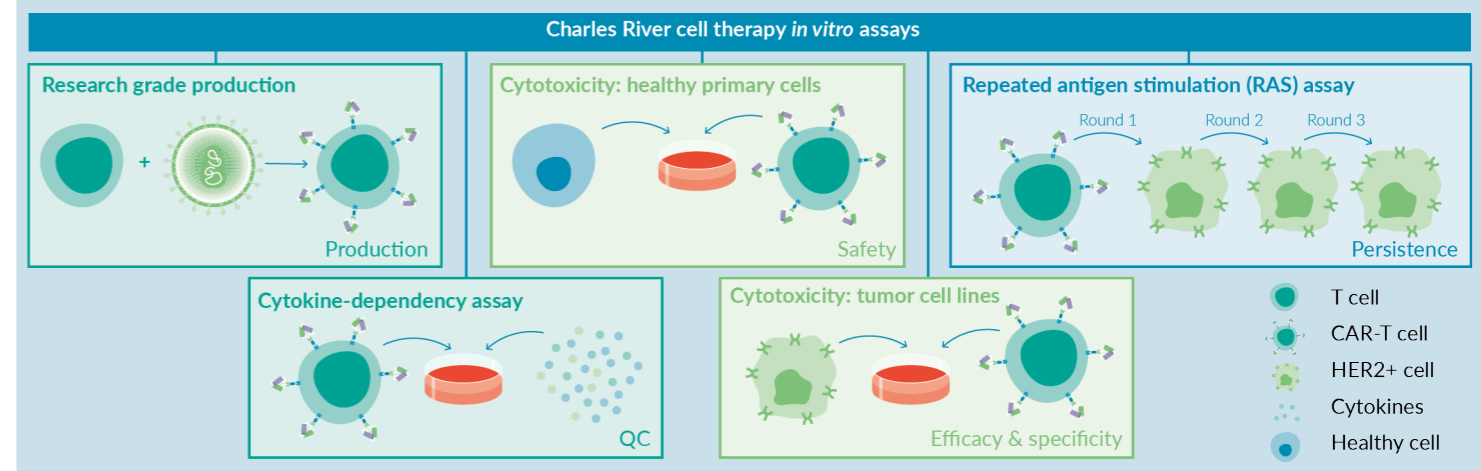 Charles River cell therapy in vitro assays
Research grade production
+
Production
Cytotoxicity: healthy primary cells
Safety
Repeated antigen stimulation (RAS) assay
Round 1
Round 2
Round 3
Persistence
Cytokine-dependency assay
QC
Cytotoxicity: tumor cell lines
Efficacy & specificity
T cell
CAR-T cell
HER2+ cell
Cytokines
Healthy cell